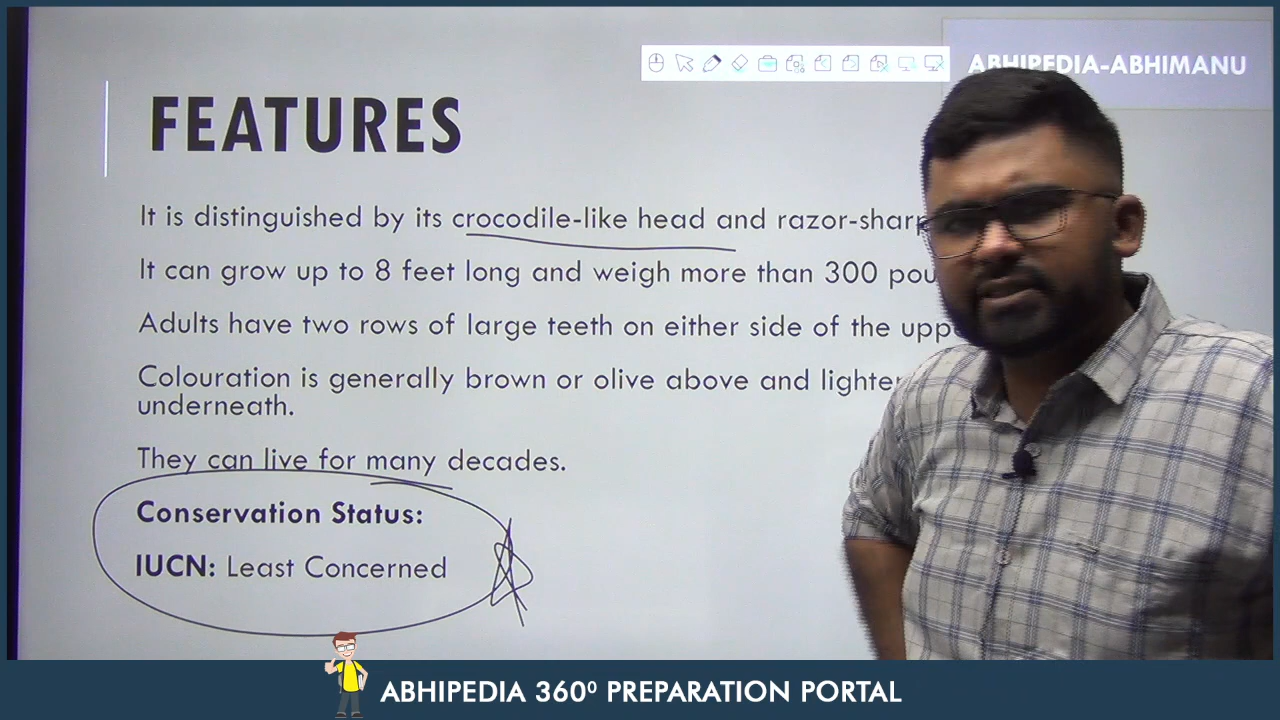 ABHIPEDIA-ABHIMANU
FEATURES
It is distinguished by its crocodile-like head and razor-sharp
It can grow up to 8 feet long and weigh more than 300
Adults have two rows of large teeth on either side of the
Colouration is generally brown or olive above and lighter
underneath.
They can live for many decades.
Conservation Status:
IUCN: Least Concerned
ABHIPEDIA 360⁰ PREPARATION PORTAL